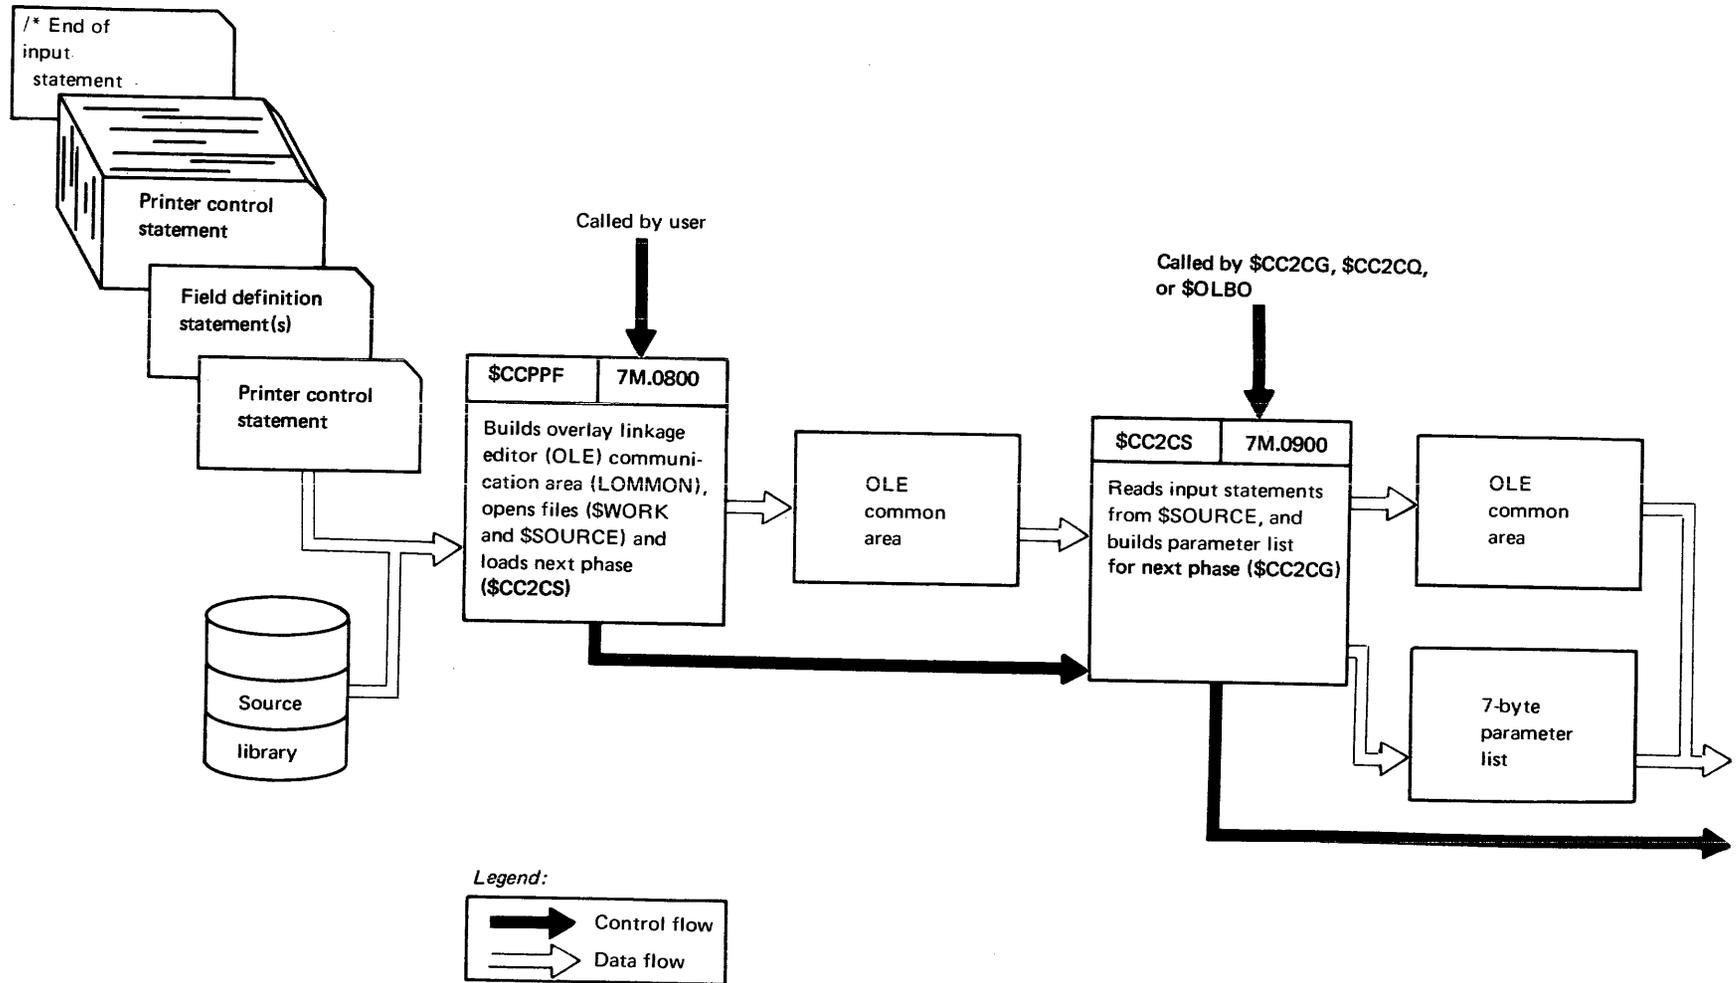 /* End of
input
statement
Printer control
statement
Field definition
statement(s)
Printer control
statement
Source
library
Called by user
$CCPPF 7M.0800
Builds overlay linkage
editor (OLE) communi-
cation area (LOMMON),
opens files ($WORK
and $SOURCE) and
loads next phase
($CC2CS)
OLE
common
area
Called by $CC2CG, $CC2CQ,
or $OLBO
$CC2CS 7M.0900
Reads input statements
from $SOURCE, and
builds parameter list
for next phase ($CC2CG)
OLE
common
area
7-byte
parameter
list
Legend:
Control flow
Data flow